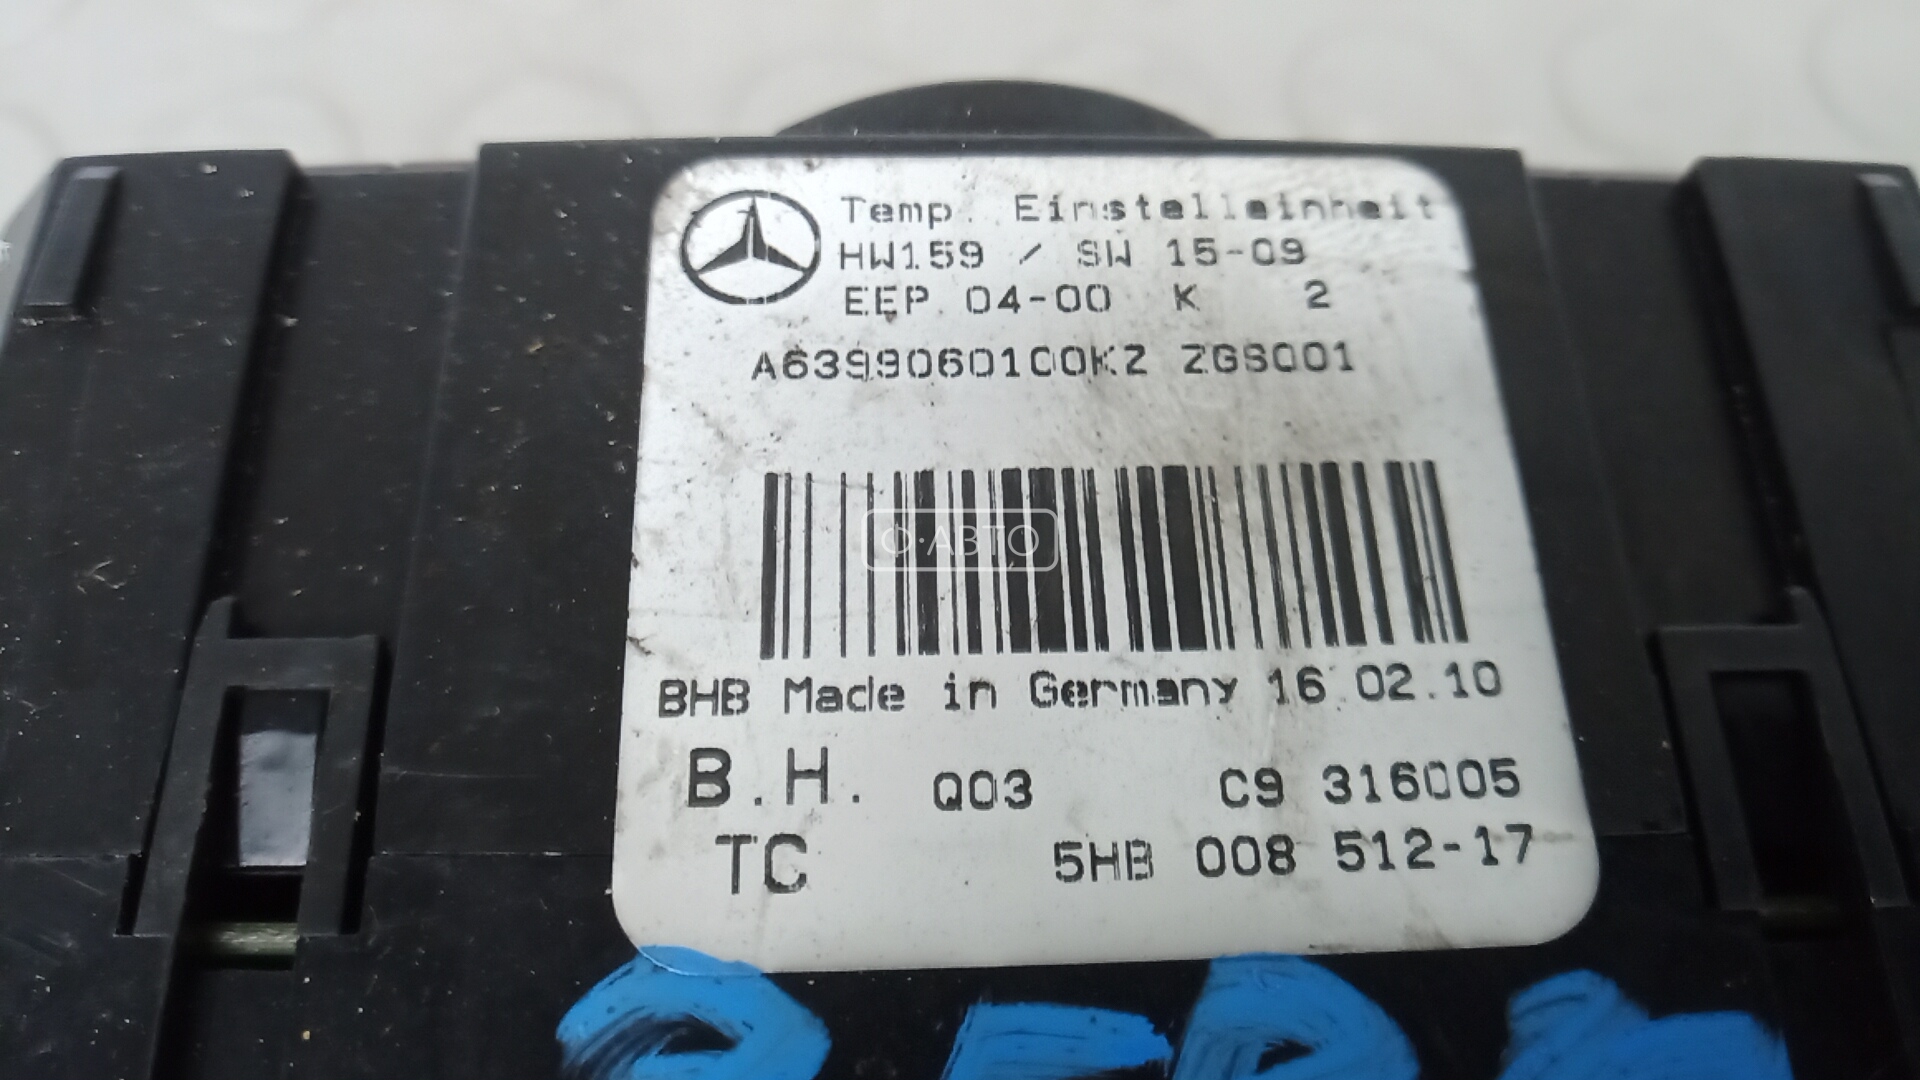 Temp. Einstelleinheit
HW159 / SW 15-09
EEP. 04-00 K 2
A6399060100KZ ZGS001
Ф·АВТО
BHB Made in Germany 16.02.10
B.H. Q03 C9 316005
TC 5HB 008 512-17